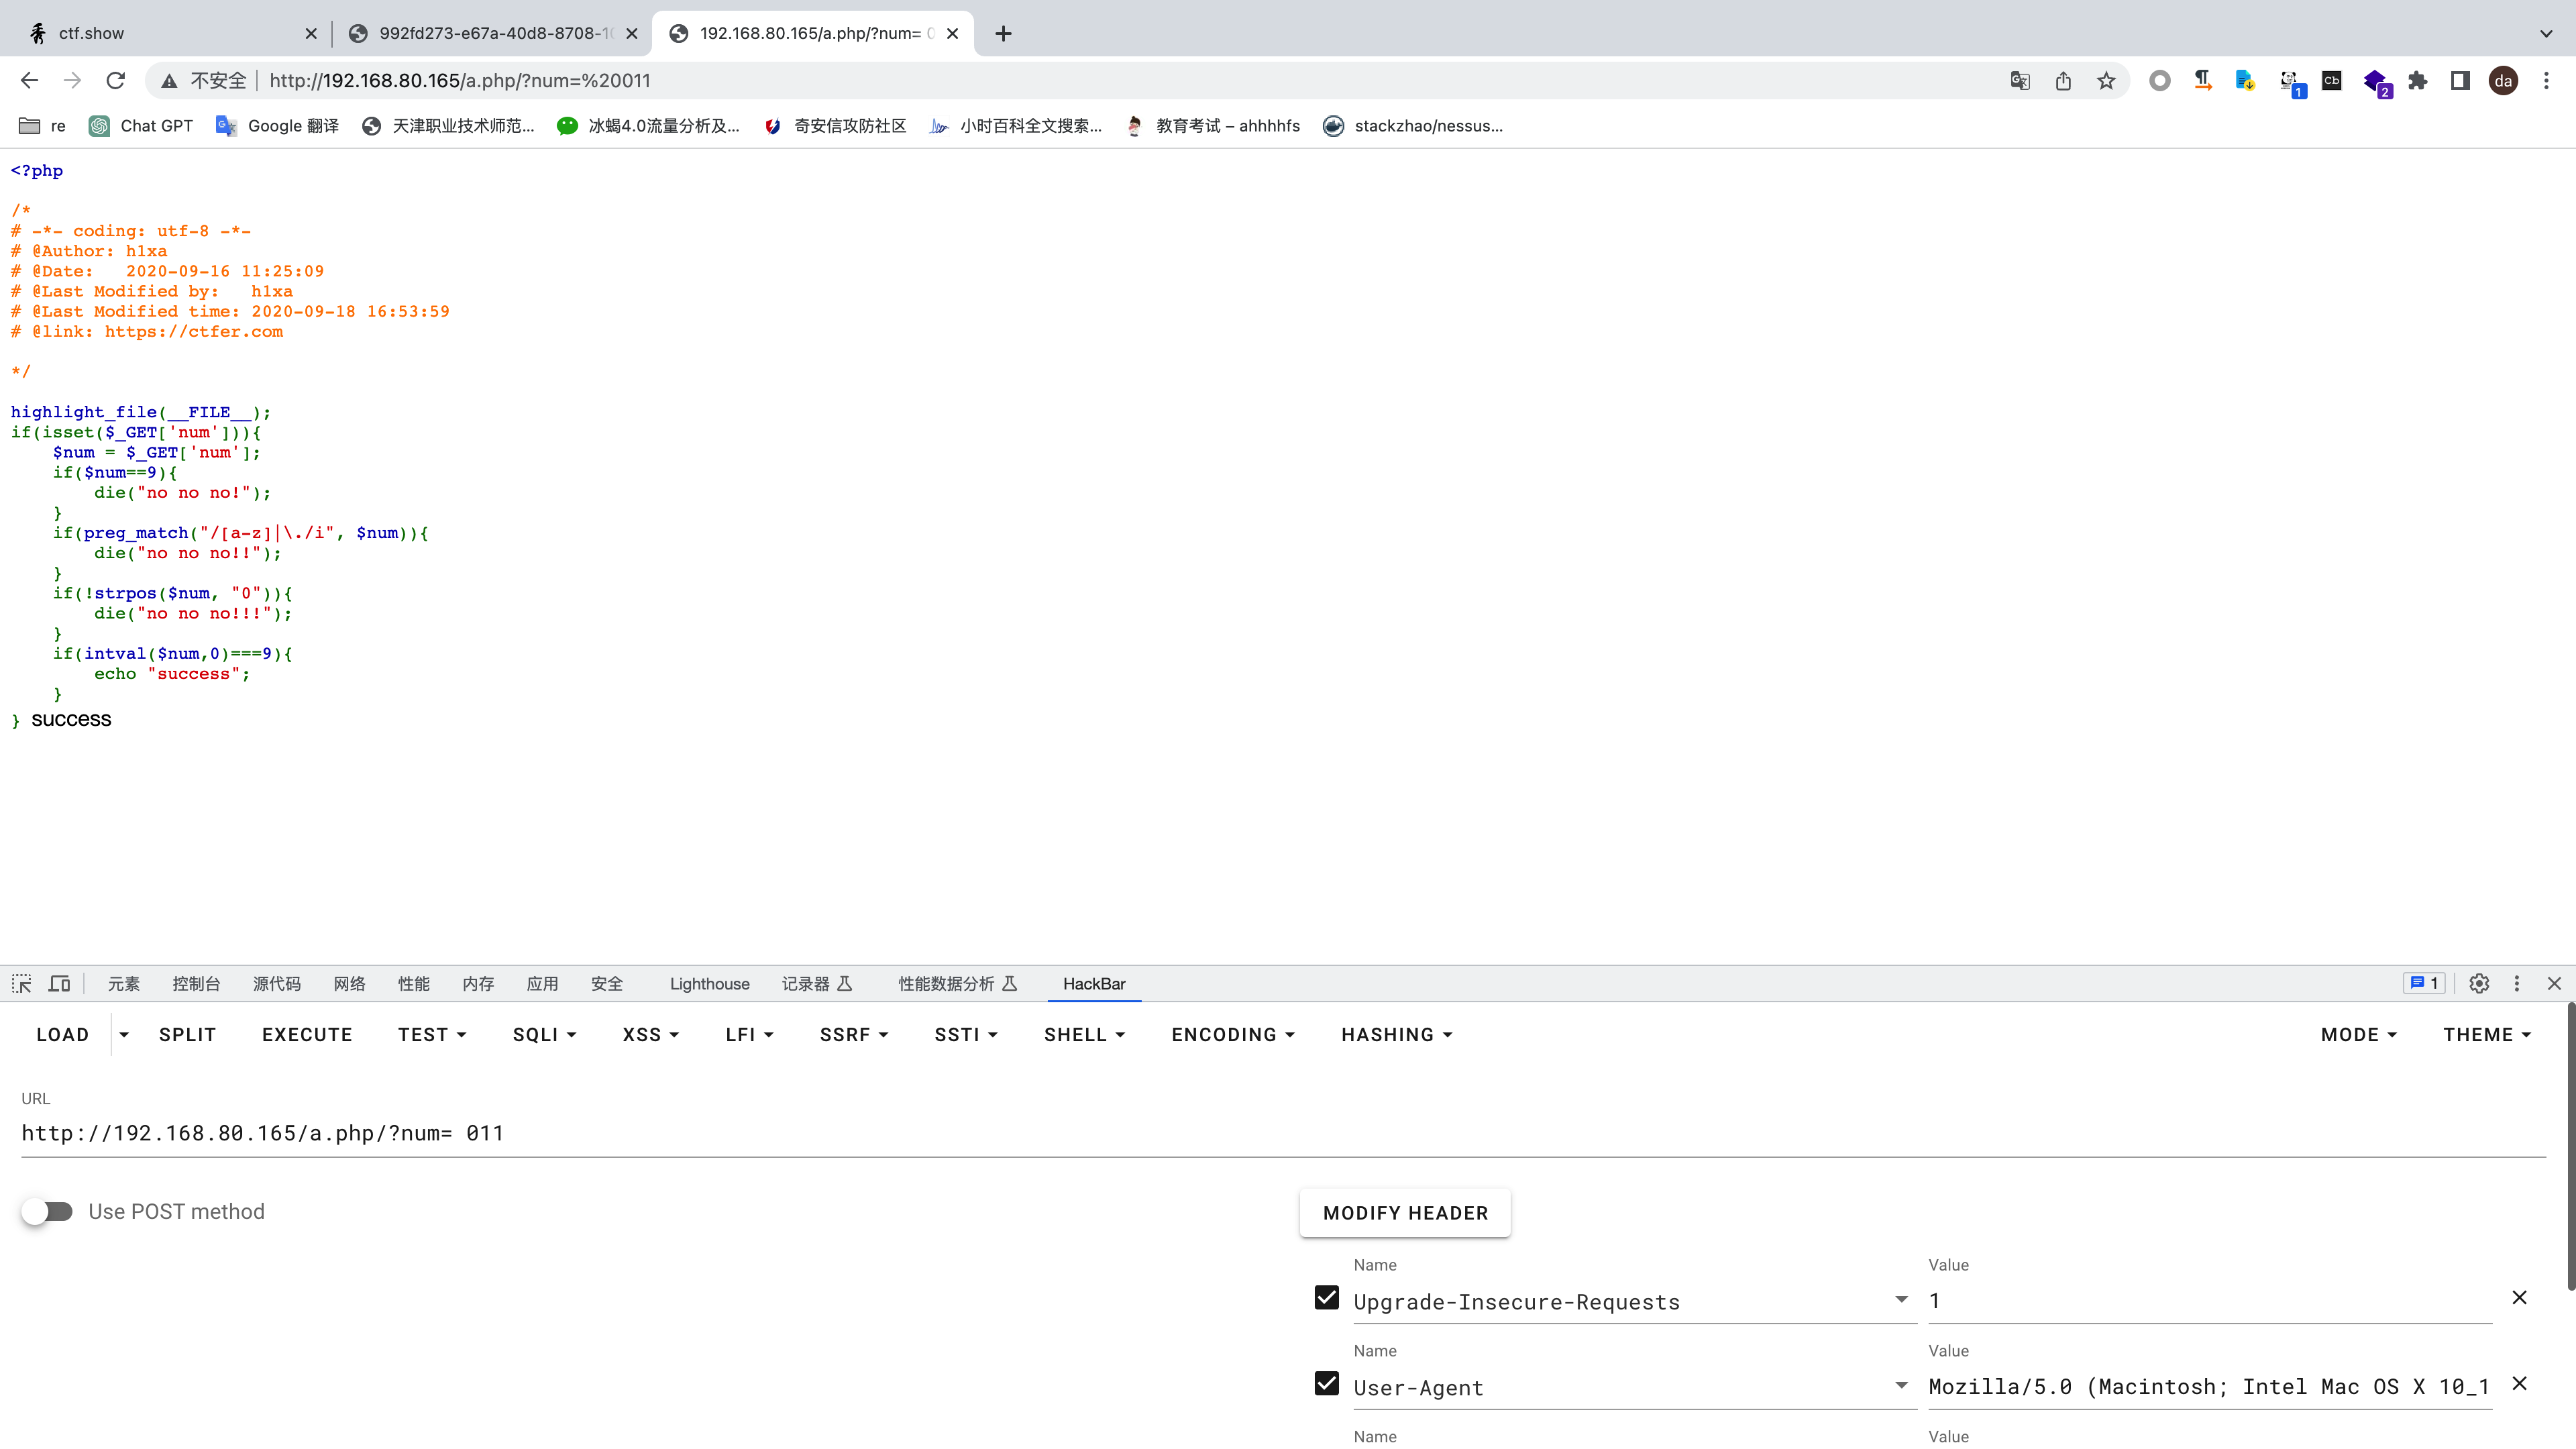 ctf.show
992fd273-e67a-40d8-8708-10
192.168.80.165/a.php/?num= 0
不安全 http://192.168.80.165/a.php/?num=%20011
1 Cb 2 da
re Chat GPT Google 翻译 天津职业技术师范... 冰蝎4.0流量分析及... 奇安信攻防社区 小时百科全文搜索... 教育考试 – ahhhhfs stackzhao/nessus...
<?php
/*
# -*- coding: utf-8 -*-
# @Author: h1xa
# @Date:   2020-09-16 11:25:09
# @Last Modified by:   h1xa
# @Last Modified time: 2020-09-18 16:53:59
# @link: https://ctfer.com
*/
highlight_file(__FILE__);
if(isset($_GET['num'])){
    $num = $_GET['num'];
    if($num==9){
        die("no no no!");
    }
    if(preg_match("/[a-z]|\./i", $num)){
        die("no no no!!");
    }
    if(!strpos($num, "0")){
        die("no no no!!!");
    }
    if(intval($num,0)===9){
        echo "success";
    }
} success
元素 控制台 源代码 网络 性能 内存 应用 安全 Lighthouse 记录器 性能数据分析 HackBar 1
LOAD SPLIT EXECUTE TEST SQLI XSS LFI SSRF SSTI SHELL ENCODING HASHING MODE THEME
URL
http://192.168.80.165/a.php/?num= 011
Use POST method
MODIFY HEADER
Name Value
Upgrade-Insecure-Requests 1
Name Value
User-Agent Mozilla/5.0 (Macintosh; Intel Mac OS X 10_1
Name Value